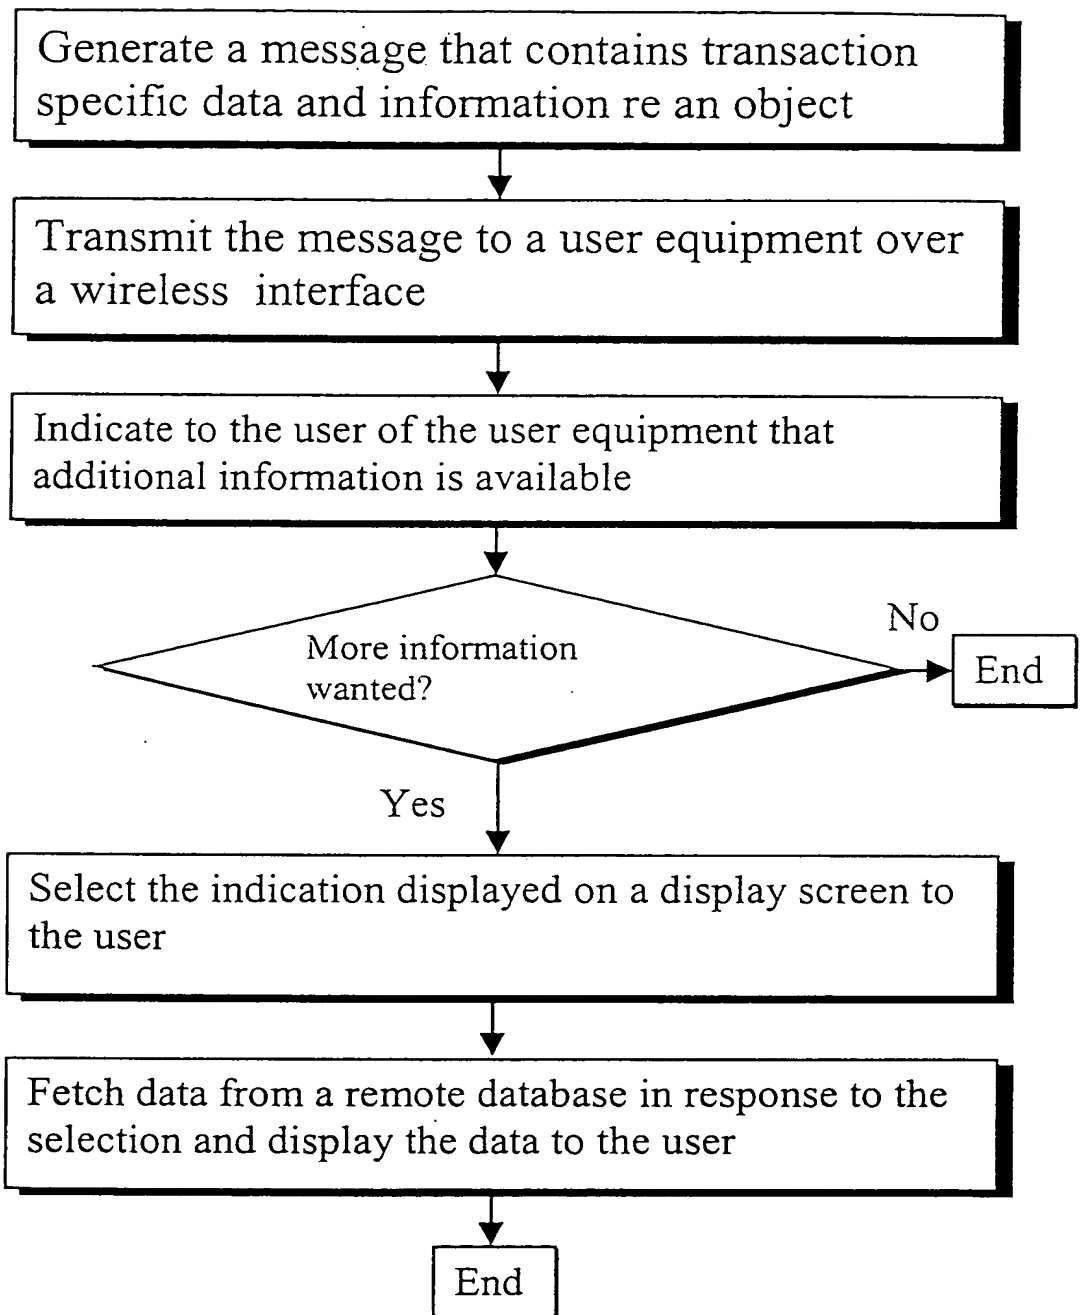 Generate a message that contains transaction
specific data and information re an object
Transmit the message to a user equipment over
a wireless interface
Indicate to the user of the user equipment that
additional information is available
More information
wanted?
No
End
Yes
Select the indication displayed on a display screen to
the user
Fetch data from a remote database in response to the
selection and display the data to the user
End